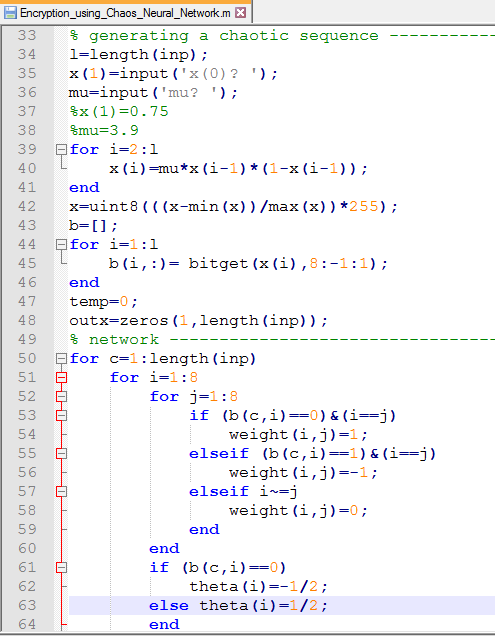 Encryption_using_Chaos_Neural_Network.m
33 % generating a chaotic sequence -----------
34 l=length(inp);
35 x(1)=input('x(0)? ');
36 mu=input('mu? ');
37 %x(1)=0.75
38 %mu=3.9
39 for i=2:l
40     x(i)=mu*x(i-1)*(1-x(i-1));
41 end
42 x=uint8(((x-min(x))/max(x))*255);
43 b=[];
44 for i=1:l
45     b(i,:)= bitget(x(i),8:-1:1);
46 end
47 temp=0;
48 outx=zeros(1,length(inp));
49 % network ---------------------------------
50 for c=1:length(inp)
51     for i=1:8
52         for j=1:8
53             if (b(c,i)==0)&(i==j)
54                 weight(i,j)=1;
55             elseif (b(c,i)==1)&(i==j)
56                 weight(i,j)=-1;
57             elseif i~=j
58                 weight(i,j)=0;
59             end
60         end
61         if (b(c,i)==0)
62             theta(i)=-1/2;
63         else theta(i)=1/2;
64         end